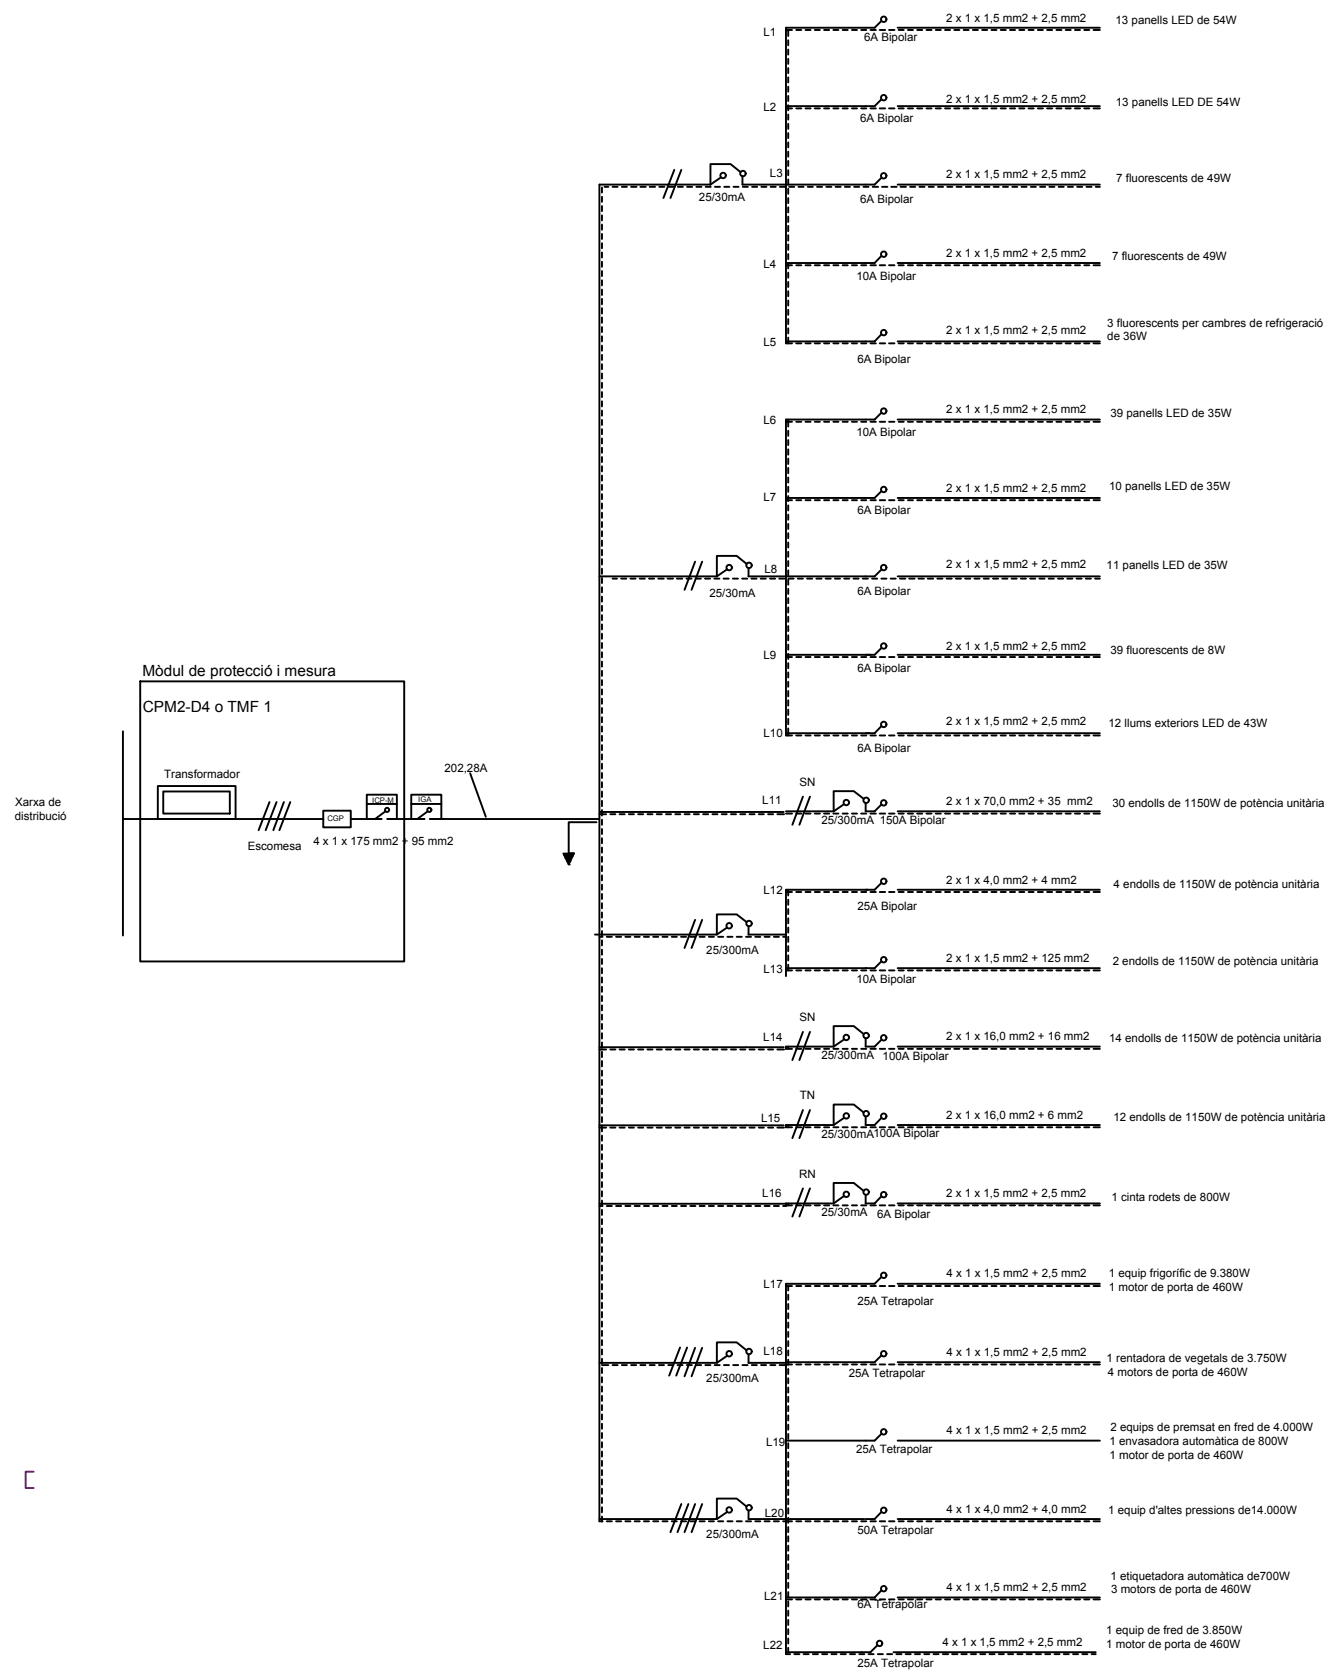 L1
6A Bipolar
2 x 1 x 1,5 mm2 + 2,5 mm2
13 panells LED de 54W
L2
6A Bipolar
2 x 1 x 1,5 mm2 + 2,5 mm2
13 panells LED DE 54W
25/30mA
L3
6A Bipolar
2 x 1 x 1,5 mm2 + 2,5 mm2
7 fluorescents de 49W
L4
10A Bipolar
2 x 1 x 1,5 mm2 + 2,5 mm2
7 fluorescents de 49W
L5
6A Bipolar
2 x 1 x 1,5 mm2 + 2,5 mm2
3 fluorescents per cambres de refrigeració
de 36W
L6
10A Bipolar
2 x 1 x 1,5 mm2 + 2,5 mm2
39 panells LED de 35W
L7
6A Bipolar
2 x 1 x 1,5 mm2 + 2,5 mm2
10 panells LED de 35W
25/30mA
L8
6A Bipolar
2 x 1 x 1,5 mm2 + 2,5 mm2
11 panells LED de 35W
L9
6A Bipolar
2 x 1 x 1,5 mm2 + 2,5 mm2
39 fluorescents de 8W
L10
6A Bipolar
2 x 1 x 1,5 mm2 + 2,5 mm2
12 llums exteriors LED de 43W
Mòdul de protecció i mesura
CPM2-D4 o TMF 1
Transformador
Xarxa de
distribució
Escomesa
CGP
ICP-M
IGA
4 x 1 x 175 mm2 + 95 mm2
202,28A
L11
SN
25/300mA
150A Bipolar
2 x 1 x 70,0 mm2 + 35 mm2
30 endolls de 1150W de potència unitària
L12
25A Bipolar
2 x 1 x 4,0 mm2 + 4 mm2
4 endolls de 1150W de potència unitària
25/300mA
L13
10A Bipolar
2 x 1 x 1,5 mm2 + 125 mm2
2 endolls de 1150W de potència unitària
L14
SN
25/300mA
100A Bipolar
2 x 1 x 16,0 mm2 + 16 mm2
14 endolls de 1150W de potència unitària
L15
TN
25/300mA
100A Bipolar
2 x 1 x 16,0 mm2 + 6 mm2
12 endolls de 1150W de potència unitària
L16
RN
25/30mA
6A Bipolar
2 x 1 x 1,5 mm2 + 2,5 mm2
1 cinta rodets de 800W
L17
25A Tetrapolar
4 x 1 x 1,5 mm2 + 2,5 mm2
1 equip frigorífic de 9.380W
1 motor de porta de 460W
25/300mA
L18
25A Tetrapolar
4 x 1 x 1,5 mm2 + 2,5 mm2
1 rentadora de vegetals de 3.750W
4 motors de porta de 460W
L19
25A Tetrapolar
4 x 1 x 1,5 mm2 + 2,5 mm2
2 equips de premsat en fred de 4.000W
1 envasadora automàtica de 800W
1 motor de porta de 460W
25/300mA
L20
50A Tetrapolar
4 x 1 x 4,0 mm2 + 4,0 mm2
1 equip d'altes pressions de14.000W
L21
6A Tetrapolar
4 x 1 x 1,5 mm2 + 2,5 mm2
1 etiquetadora automàtica de700W
3 motors de porta de 460W
L22
25A Tetrapolar
4 x 1 x 1,5 mm2 + 2,5 mm2
1 equip de fred de 3.850W
1 motor de porta de 460W